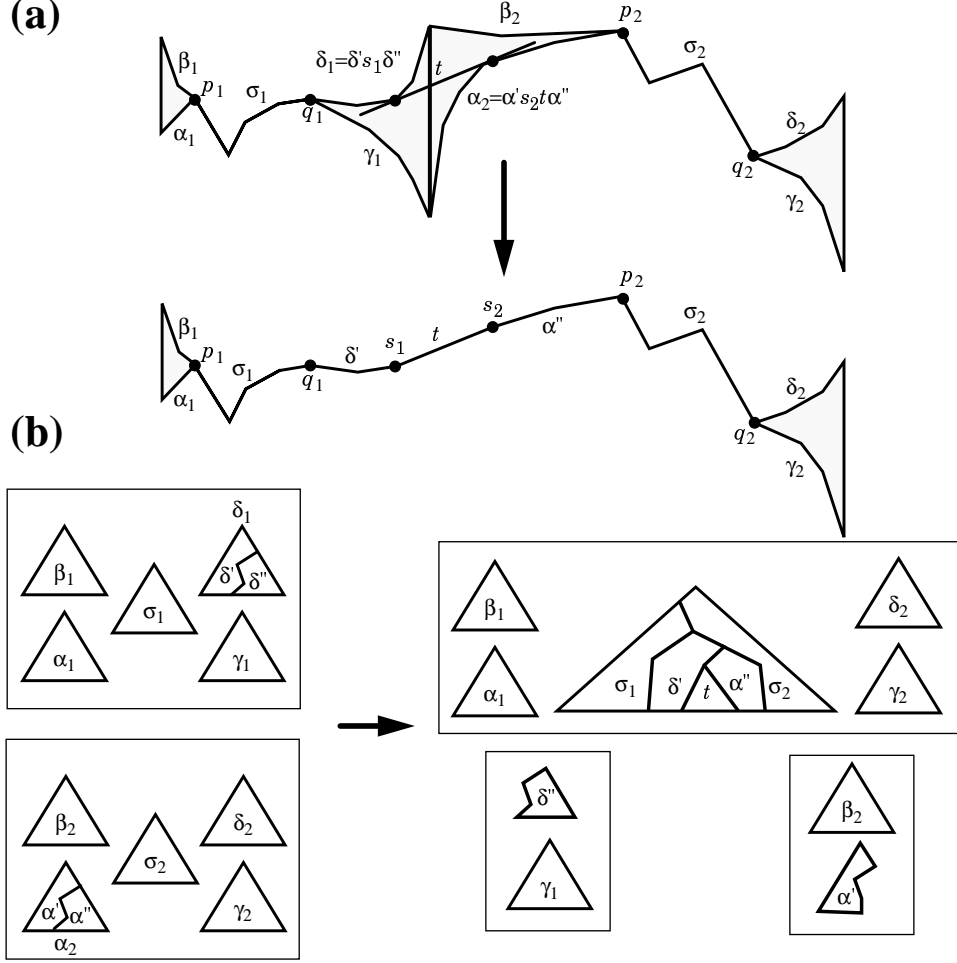 (a)
β₁
p₁
α₁
σ₁
q₁
δ₁=δ's₁δ"
t
β₂
α₂=α's₂tα"
γ₁
p₂
σ₂
δ₂
q₂
γ₂
β₁
p₁
α₁
σ₁
q₁
δ'
s₁
t
s₂
α"
p₂
σ₂
δ₂
q₂
γ₂
(b)
δ₁
β₁
δ' δ"
σ₁
α₁
γ₁
β₂
δ₂
σ₂
α' α"
γ₂
α₂
β₁
δ₂
α₁
σ₁ δ' t α" σ₂
γ₂
δ"
γ₁
β₂
α'